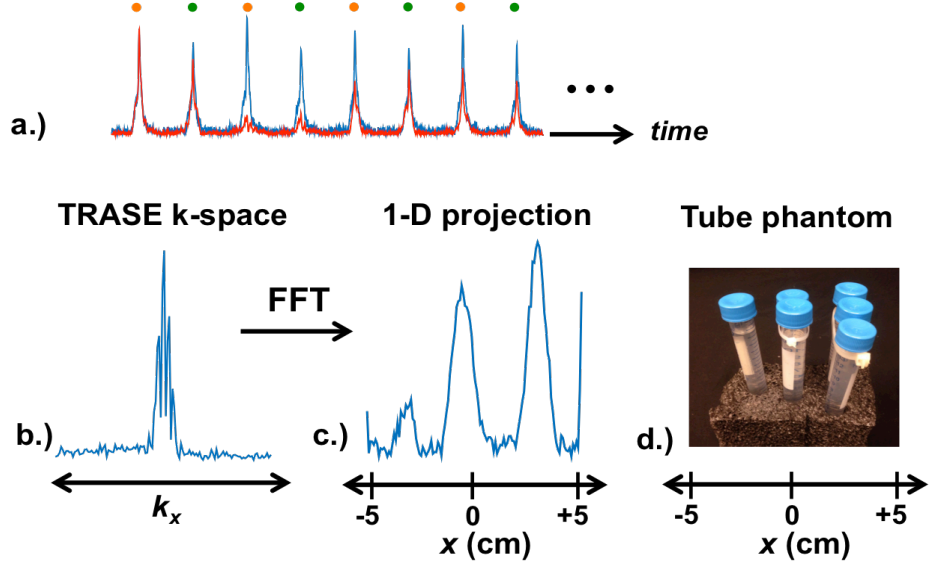 a.)
• • •
time
TRASE k-space
1-D projection
Tube phantom
FFT
b.)
c.)
d.)
kx
-5
0
+5
x (cm)
-5
0
+5
x (cm)